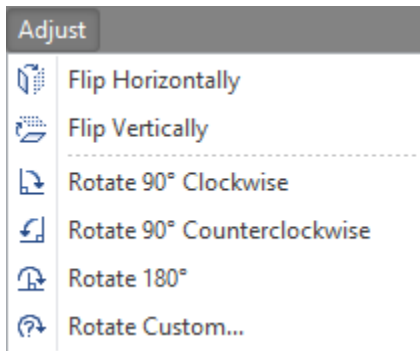 Adjust
Flip Horizontally
Flip Vertically
Rotate 90° Clockwise
Rotate 90° Counterclockwise
Rotate 180°
Rotate Custom...